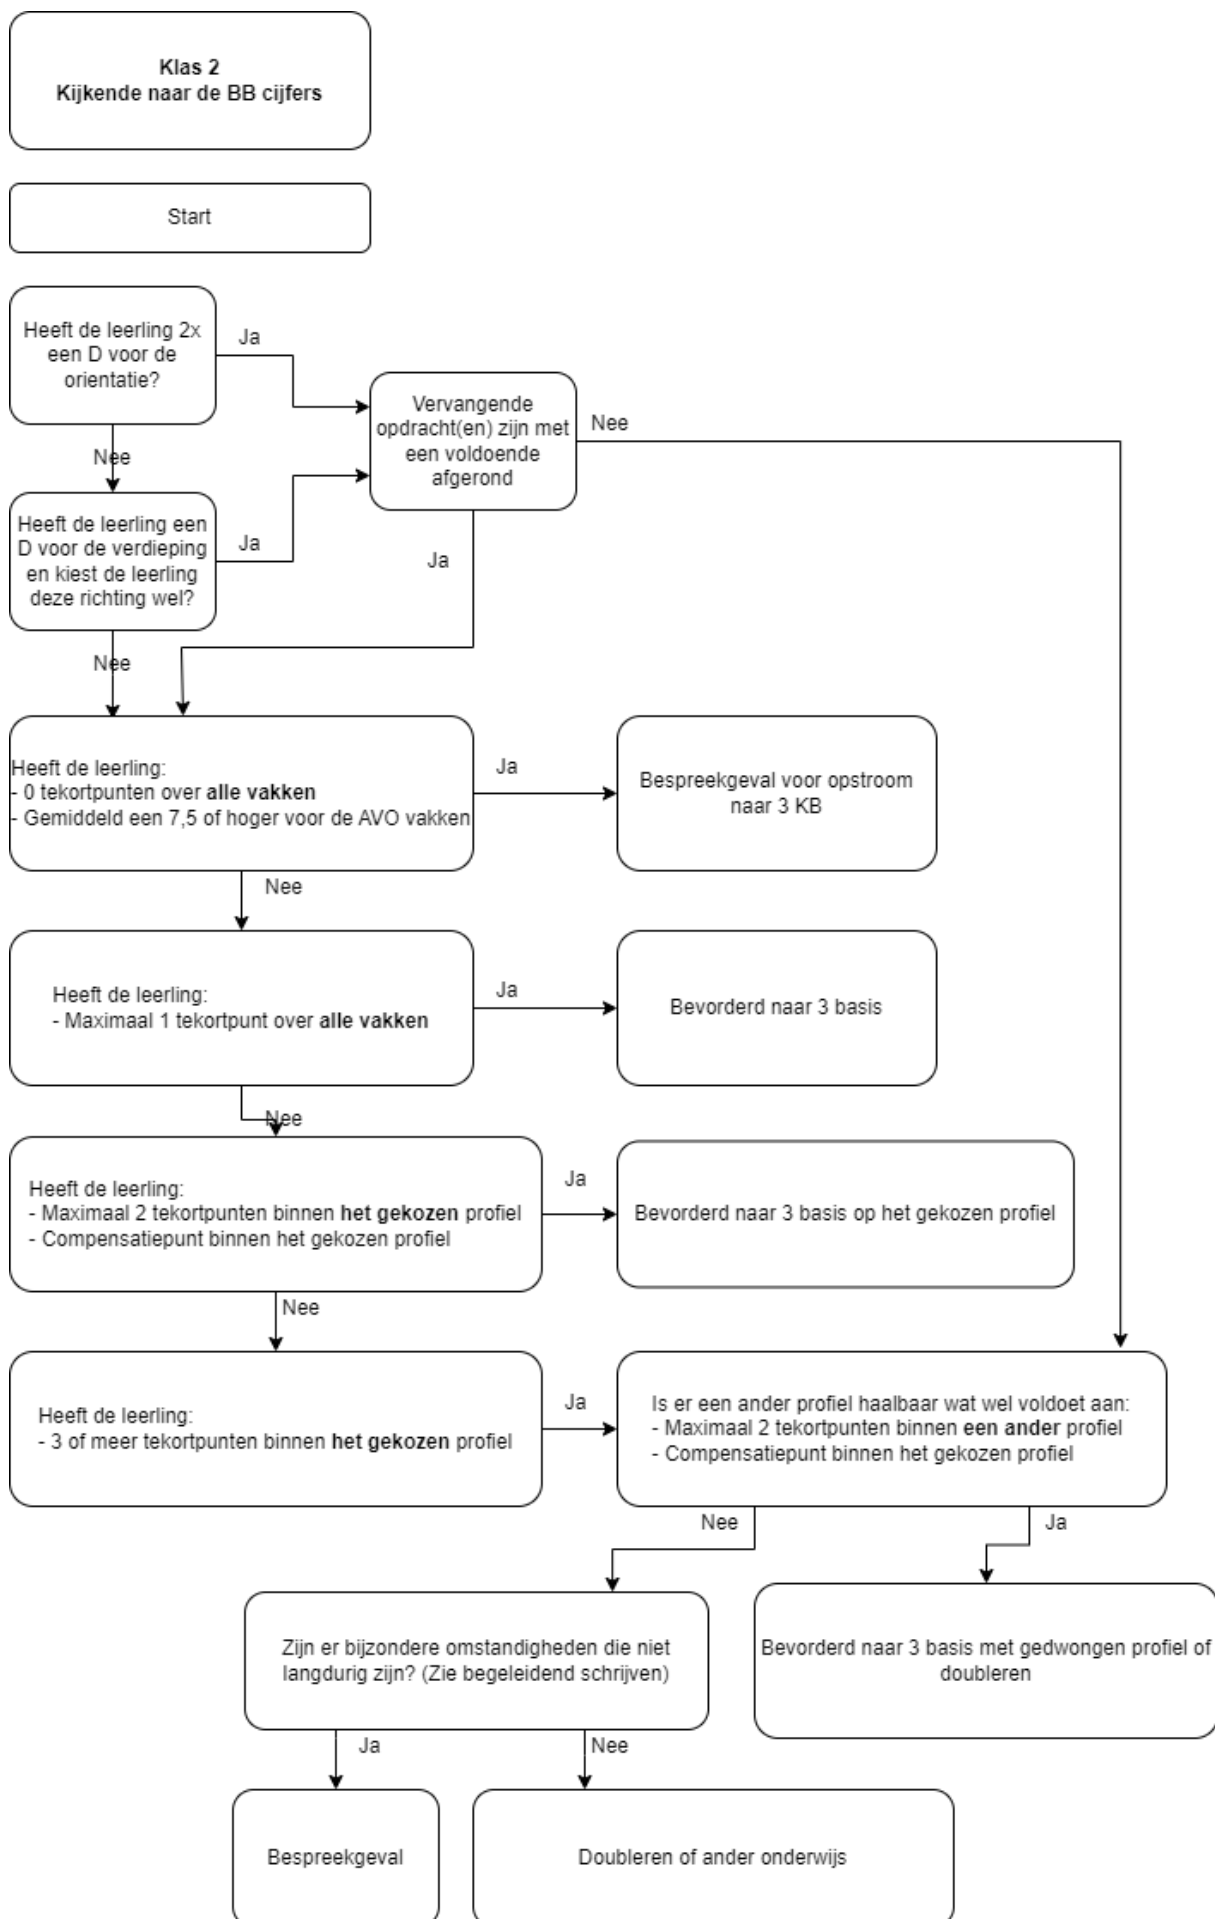 Klas 2
Kijkende naar de BB cijfers
Start
Heeft de leerling 2x
een D voor de
orientatie?
Ja
Nee
Vervangende
opdracht(en) zijn met
een voldoende
afgerond
Nee
Ja
Heeft de leerling een
D voor de verdieping
en kiest de leerling
deze richting wel?
Ja
Nee
Heeft de leerling:
- 0 tekortpunten over alle vakken
- Gemiddeld een 7,5 of hoger voor de AVO vakken
Ja
Bespreekgeval voor opstroom
naar 3 KB
Nee
Heeft de leerling:
- Maximaal 1 tekortpunt over alle vakken
Ja
Bevorderd naar 3 basis
Nee
Heeft de leerling:
- Maximaal 2 tekortpunten binnen het gekozen profiel
- Compensatiepunt binnen het gekozen profiel
Ja
Bevorderd naar 3 basis op het gekozen profiel
Nee
Heeft de leerling:
- 3 of meer tekortpunten binnen het gekozen profiel
Ja
Is er een ander profiel haalbaar wat wel voldoet aan:
- Maximaal 2 tekortpunten binnen een ander profiel
- Compensatiepunt binnen het gekozen profiel
Nee
Ja
Zijn er bijzondere omstandigheden die niet
langdurig zijn? (Zie begeleidend schrijven)
Bevorderd naar 3 basis met gedwongen profiel of
doubleren
Ja
Nee
Bespreekgeval
Doubleren of ander onderwijs